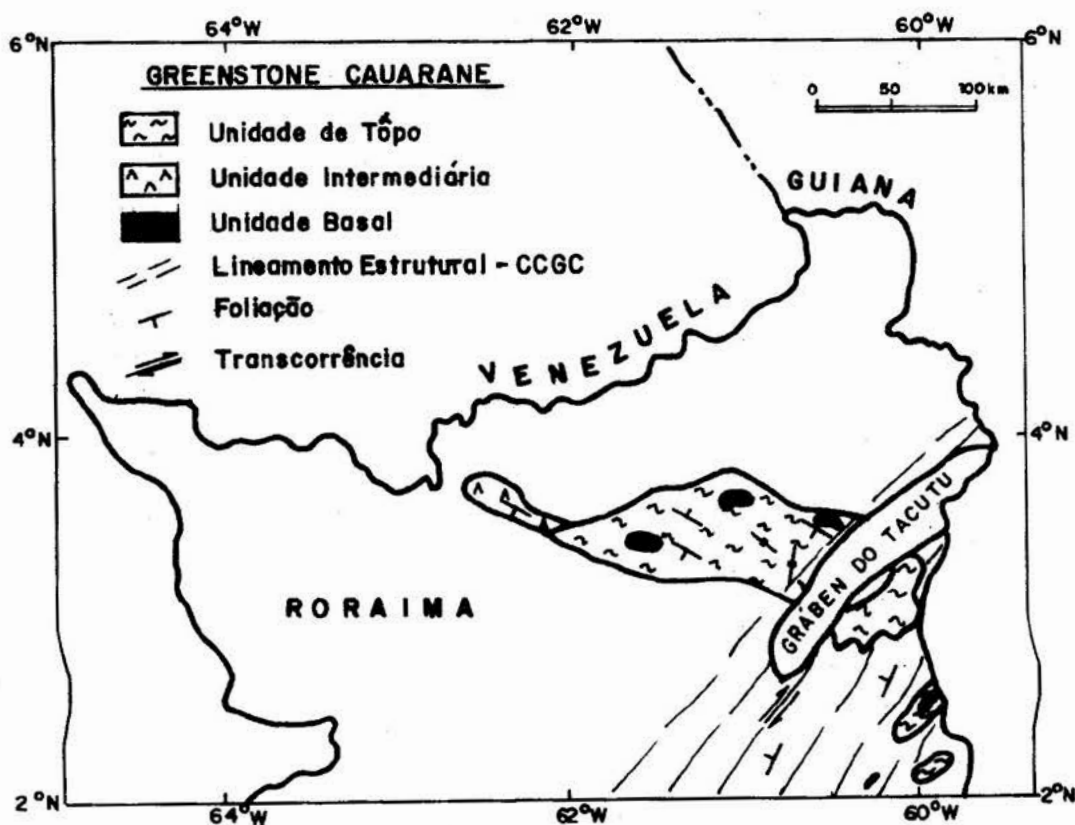 64°W 62°W 60°W
6°N 6°N
GREENSTONE CAUARANE
0 50 100km
Unidade de Tôpo
Unidade Intermediária
Unidade Basal
Lineamento Estrutural - CCGC
Foliação
Transcorrência
GUIANA
VENEZUELA
4°N 4°N
GRÁBEN DO TACUTU
RORAIMA
2°N 2°N
64°W 62°W 60°W